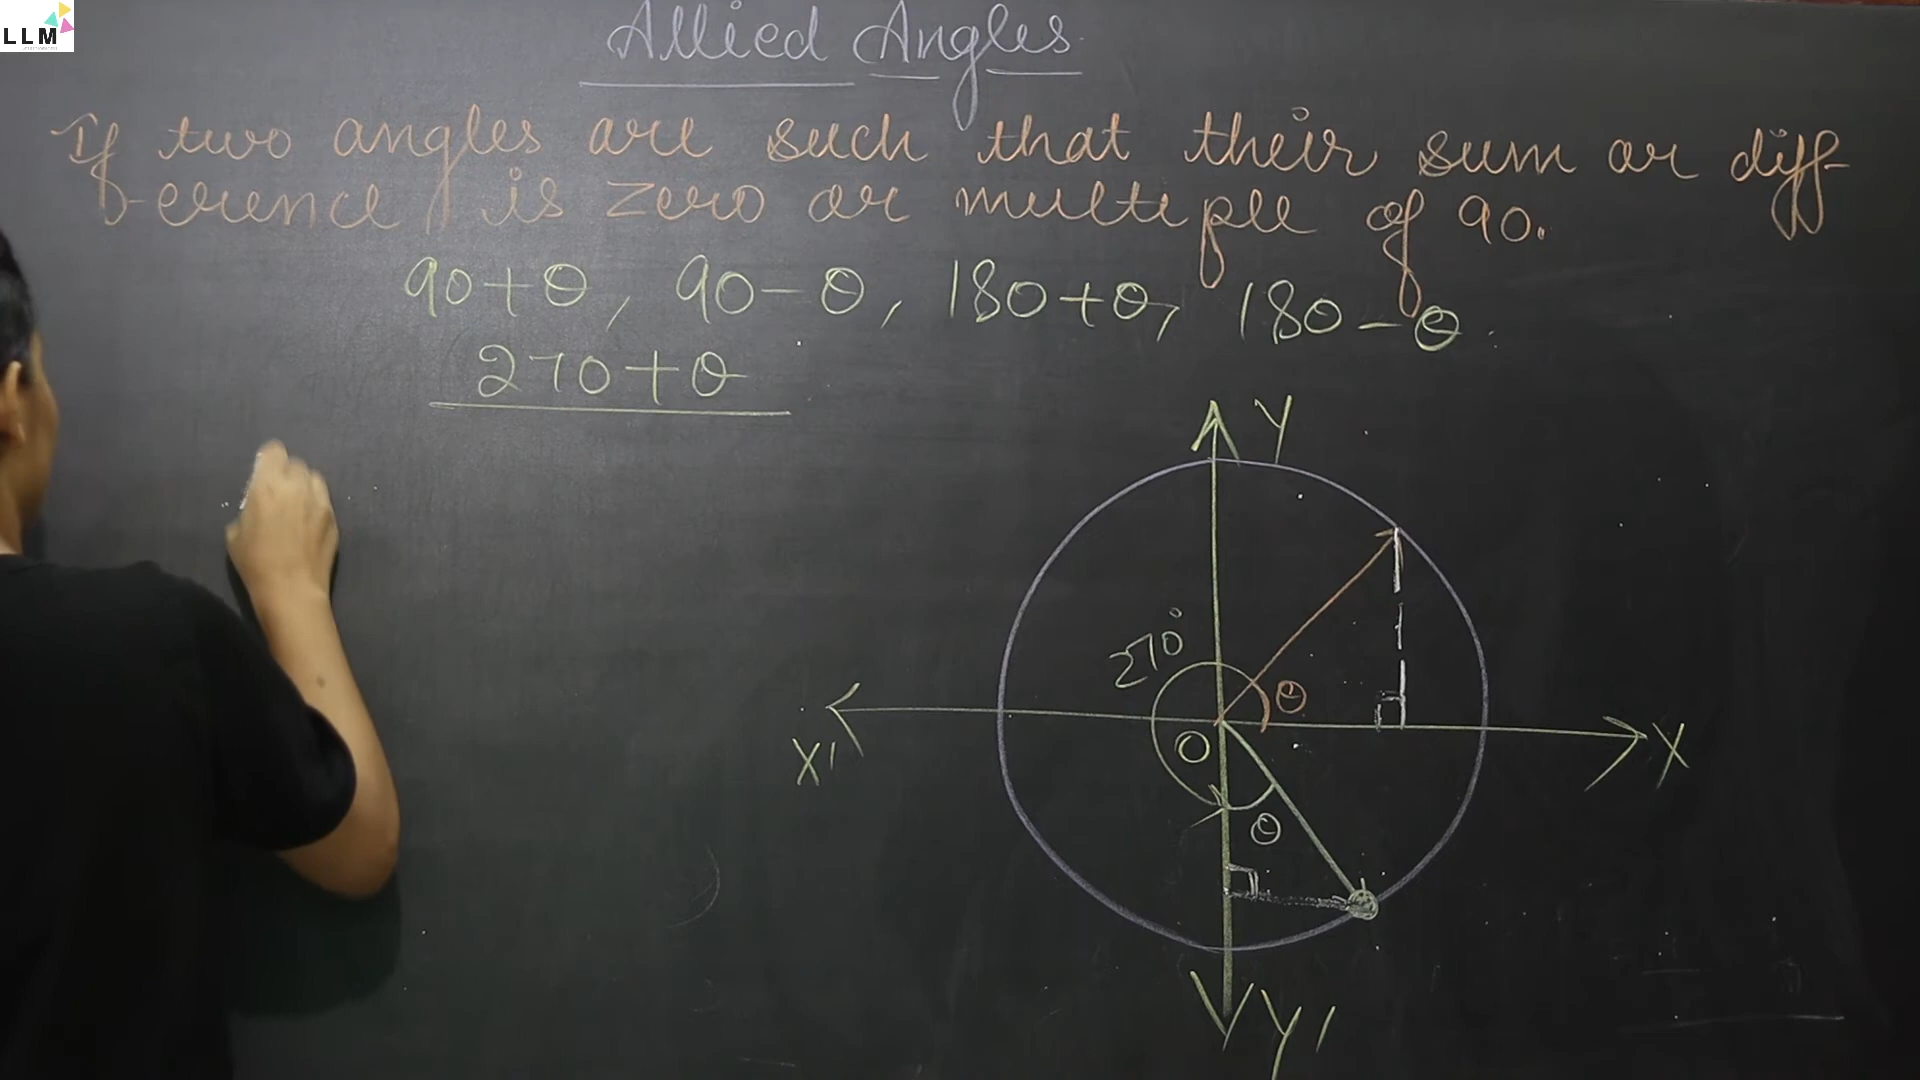 LLM
Allied Angles
If two angles are such that their sum or diff-
erence is zero or multiple of 90.
90+θ, 90-θ, 180+θ, 180-θ
270+θ
Y
270°
θ
X'
O
X
θ
Y'